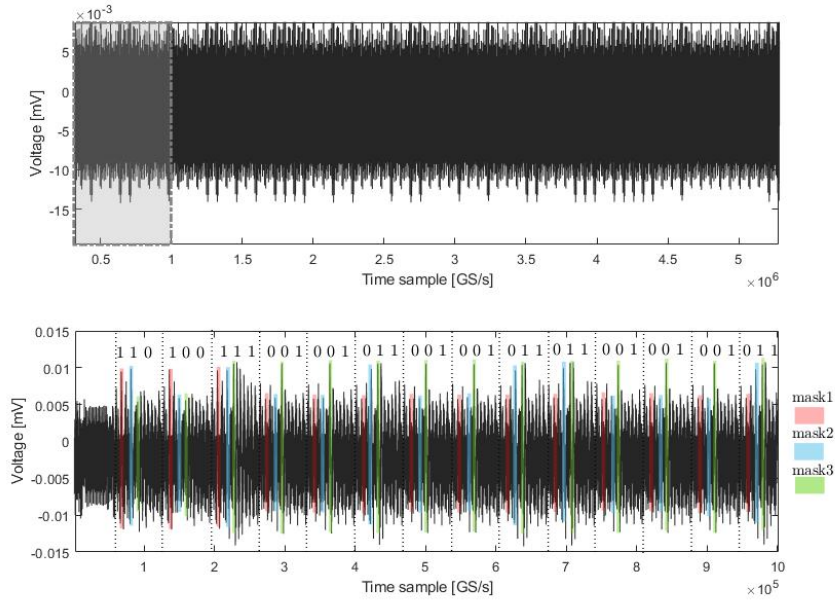 ×10⁻³
5
0
-5
-10
-15
Voltage [mV]
0.5 1 1.5 2 2.5 3 3.5 4 4.5 5
Time sample [GS/s]
×10⁶
0.015
0.01
0.005
0
-0.005
-0.01
-0.015
Voltage [mV]
1 1 0 1 0 0 1 1 1 0 0 1 0 0 1 0 1 1 0 0 1 0 0 1 0 1 1 0 1 1 0 0 1 0 0 1 0 0 1 0 1 1
mask1
mask2
mask3
1 2 3 4 5 6 7 8 9 10
Time sample [GS/s]
×10⁵